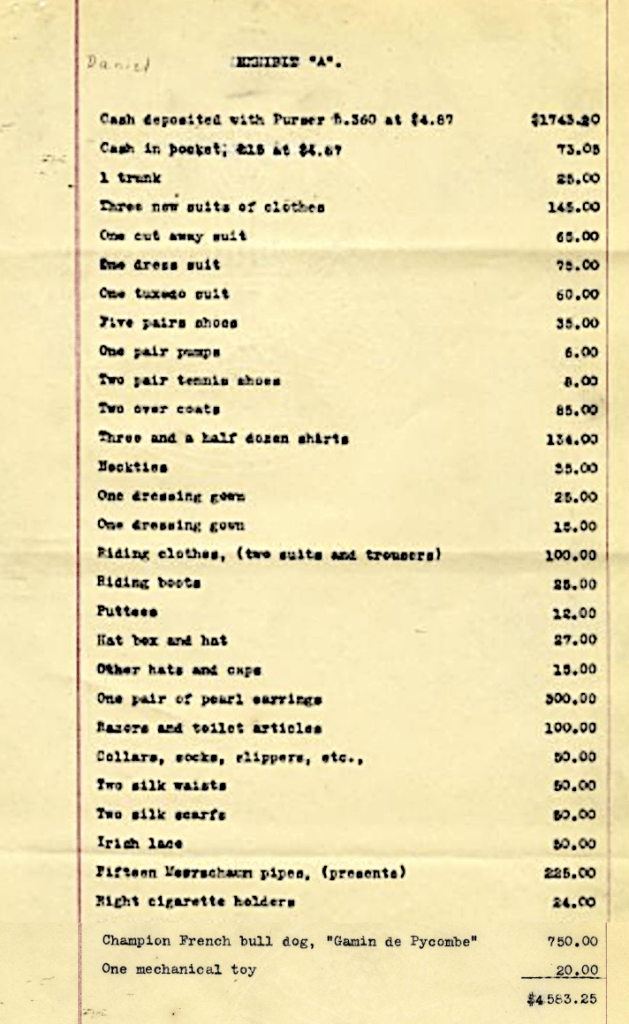 Daniel
EXHIBIT "A".
Cash deposited with Purser £.360 at $4.87 $1743.20
Cash in pocket, £15 at $4.87 73.05
1 trunk 25.00
Three new suits of clothes 145.00
One cut away suit 65.00
One dress suit 75.00
One tuxedo suit 60.00
Five pairs shoes 35.00
One pair pumps 6.00
Two pair tennis shoes 8.00
Two over coats 85.00
Three and a half dozen shirts 134.00
Neckties 35.00
One dressing gown 25.00
One dressing gown 15.00
Riding clothes, (two suits and trousers) 100.00
Riding boots 25.00
Puttees 12.00
Hat box and hat 27.00
Other hats and caps 15.00
One pair of pearl earrings
Razors and toilet articles 100.00
Collars, socks, slippers, etc., 50.00
Two silk waists 50.00
Two silk scarfs 50.00
Irish lace 50.00
Fifteen Meerschaum pipes, (presents) 225.00
Eight cigarette holders 24.00
Champion French bull dog, "Gamin de Pycombe" 750.00
One mechanical toy 20.00
$4583.25